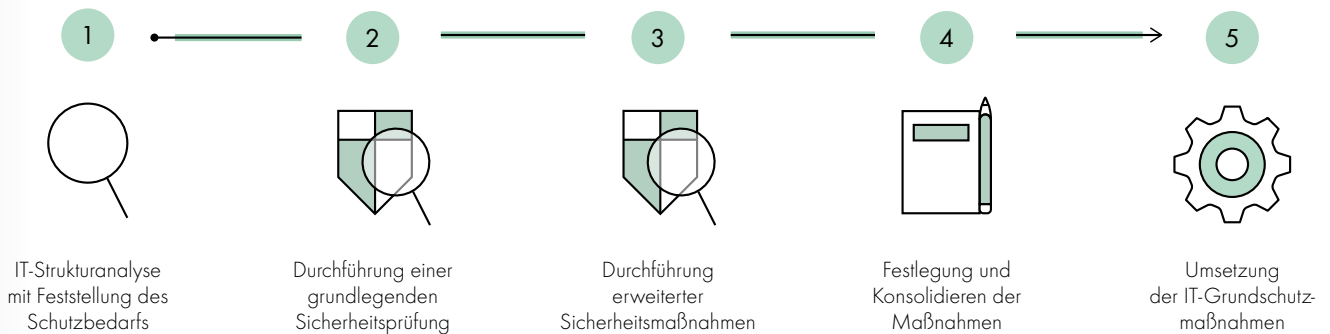 1
2
3
4
5
IT-Strukturanalyse
mit Feststellung des
Schutzbedarfs
Durchführung einer
grundlegenden
Sicherheitsprüfung
Durchführung
erweiterter
Sicherheitsmaßnahmen
Festlegung und
Konsolidieren der
Maßnahmen
Umsetzung
der IT-Grundschutz-
maßnahmen